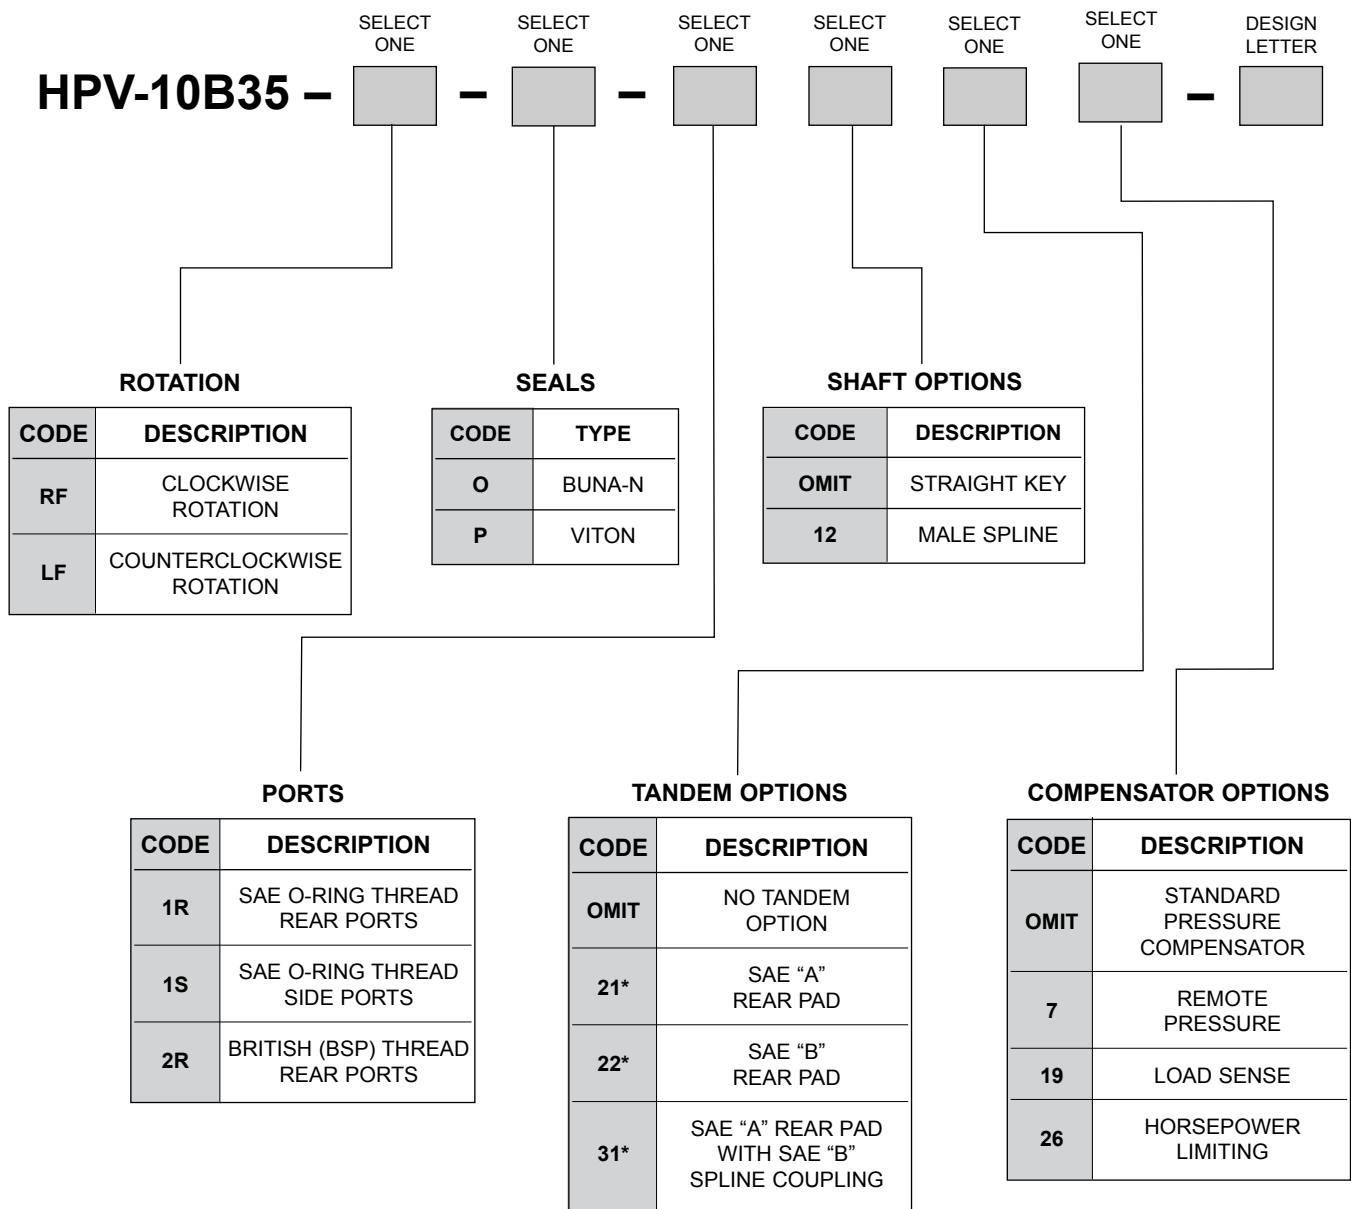 SELECT ONE
SELECT ONE
SELECT ONE
SELECT ONE
SELECT ONE
SELECT ONE
DESIGN LETTER
HPV-10B35 – – – –
ROTATION
CODE DESCRIPTION
RF CLOCKWISE ROTATION
LF COUNTERCLOCKWISE ROTATION
SEALS
CODE TYPE
O BUNA-N
P VITON
SHAFT OPTIONS
CODE DESCRIPTION
OMIT STRAIGHT KEY
12 MALE SPLINE
PORTS
CODE DESCRIPTION
1R SAE O-RING THREAD REAR PORTS
1S SAE O-RING THREAD SIDE PORTS
2R BRITISH (BSP) THREAD REAR PORTS
TANDEM OPTIONS
CODE DESCRIPTION
OMIT NO TANDEM OPTION
21* SAE “A” REAR PAD
22* SAE “B” REAR PAD
31* SAE “A” REAR PAD WITH SAE “B” SPLINE COUPLING
COMPENSATOR OPTIONS
CODE DESCRIPTION
OMIT STANDARD PRESSURE COMPENSATOR
7 REMOTE PRESSURE
19 LOAD SENSE
26 HORSEPOWER LIMITING